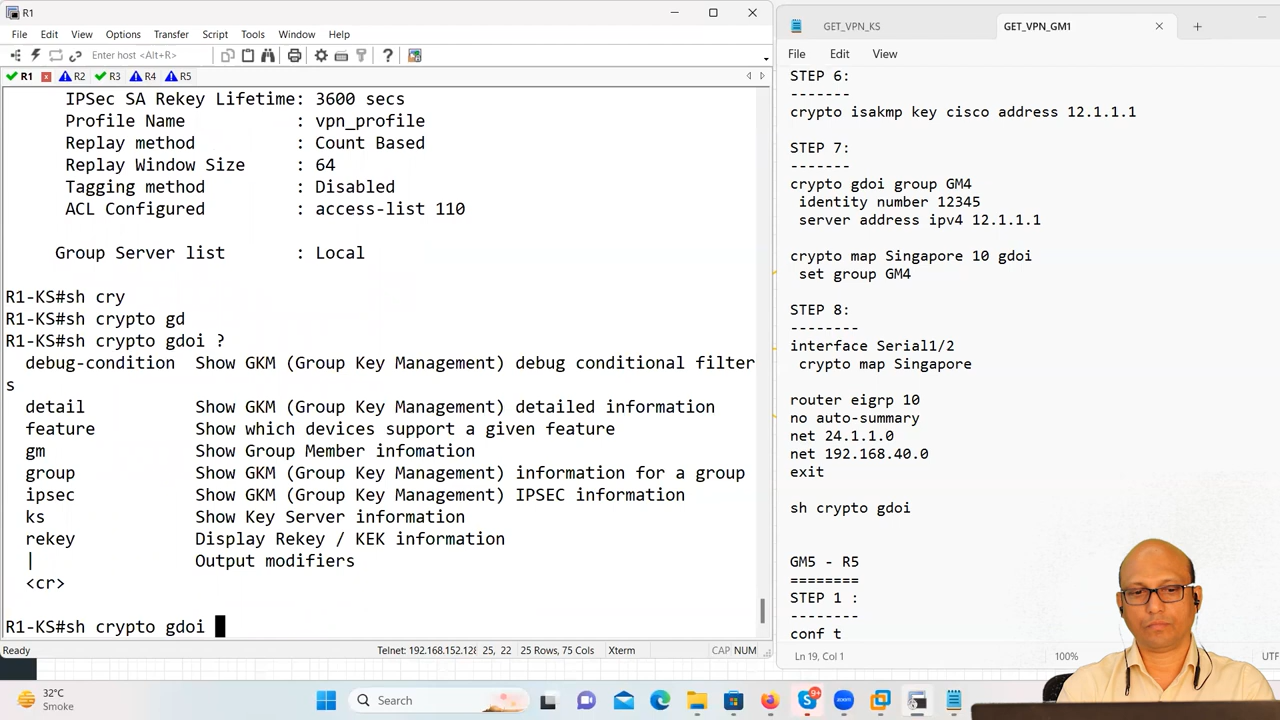 R1
File Edit View Options Transfer Script Tools Window Help
Enter host <Alt+R>
R1 R2 R3 R4 R5
IPSec SA Rekey Lifetime: 3600 secs
Profile Name : vpn_profile
Replay method : Count Based
Replay Window Size : 64
Tagging method : Disabled
ACL Configured : access-list 110
Group Server list : Local
R1-KS#sh cry
R1-KS#sh crypto gd
R1-KS#sh crypto gdoi ?
debug-condition Show GKM (Group Key Management) debug conditional filter
s
detail Show GKM (Group Key Management) detailed information
feature Show which devices support a given feature
gm Show Group Member infomation
group Show GKM (Group Key Management) information for a group
ipsec Show GKM (Group Key Management) IPSEC information
ks Show Key Server information
rekey Display Rekey / KEK information
| Output modifiers
<cr>
R1-KS#sh crypto gdoi
Telnet: 192.168.152.128 25, 22 25 Rows, 75 Cols Xterm CAP NUM
GET_VPN_KS GET_VPN_GM1
File Edit View
STEP 6:
--------
crypto isakmp key cisco address 12.1.1.1
STEP 7:
-------
crypto gdoi group GM4
identity number 12345
server address ipv4 12.1.1.1
crypto map Singapore 10 gdoi
set group GM4
STEP 8:
--------
interface Serial1/2
crypto map Singapore
router eigrp 10
no auto-summary
net 24.1.1.0
net 192.168.40.0
exit
sh crypto gdoi
GM5 - R5
========
STEP 1 :
--------
conf t
Ln 19, Col 1 100% UTF
32°C
Smoke
Search
9+
zoom